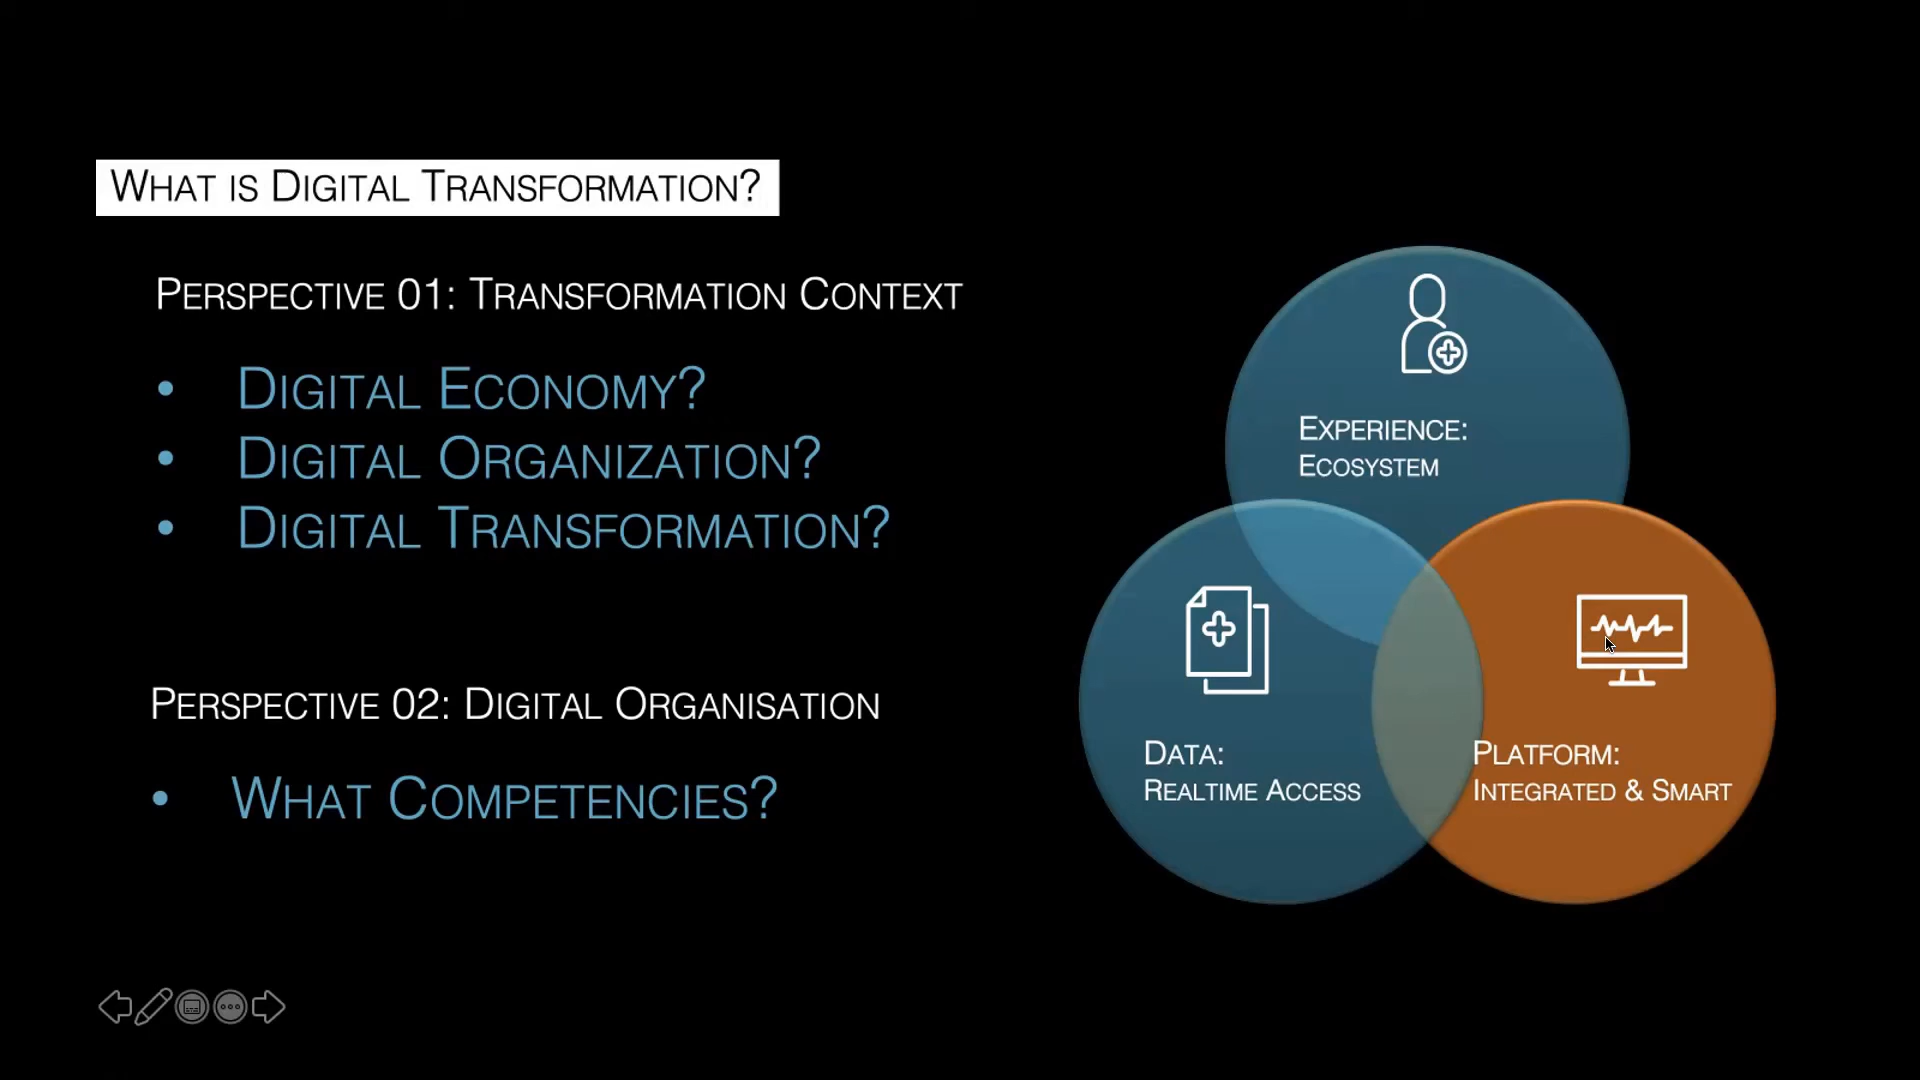 What is Digital Transformation?
Perspective 01: Transformation Context
• Digital Economy?
• Digital Organization?
• Digital Transformation?
Perspective 02: Digital Organisation
• What Competencies?
Experience:
Ecosystem
Data:
Realtime Access
Platform:
Integrated & Smart